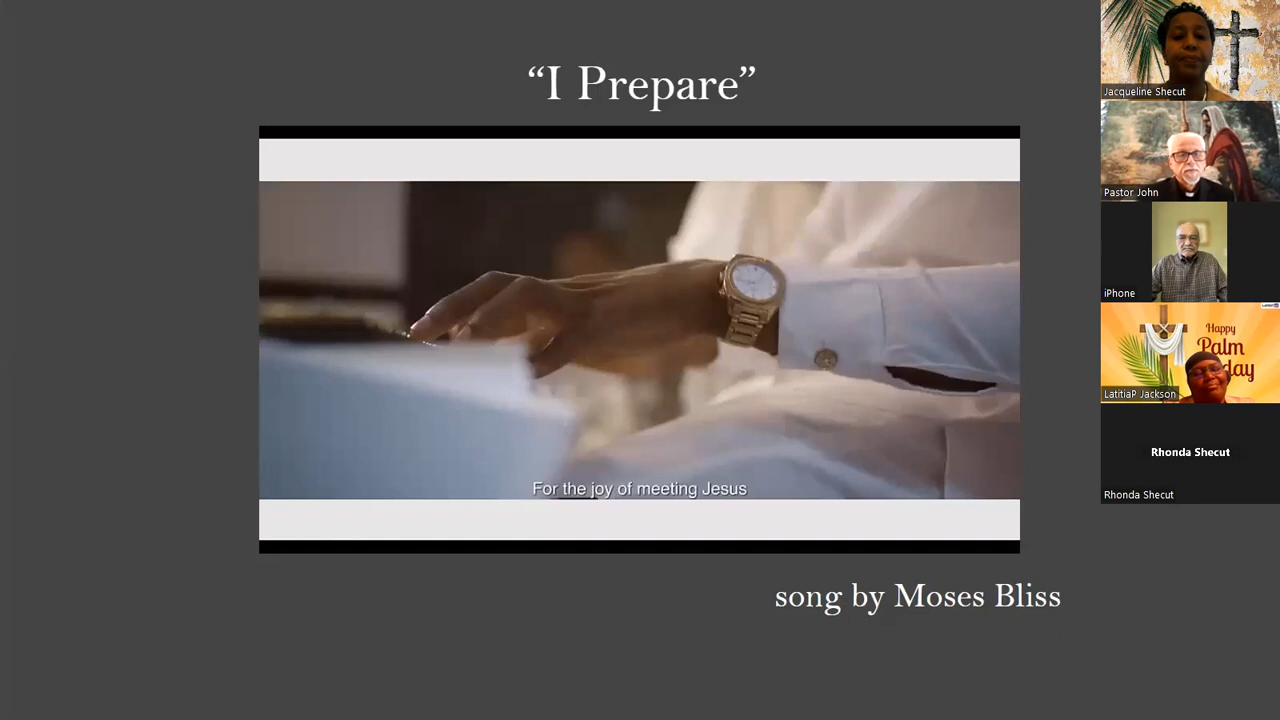 “I Prepare”
For the joy of meeting Jesus
song by Moses Bliss
Jacqueline Shecut
Pastor John
iPhone
Happy
Palm
day
LatitiaP Jackson
Rhonda Shecut
Rhonda Shecut